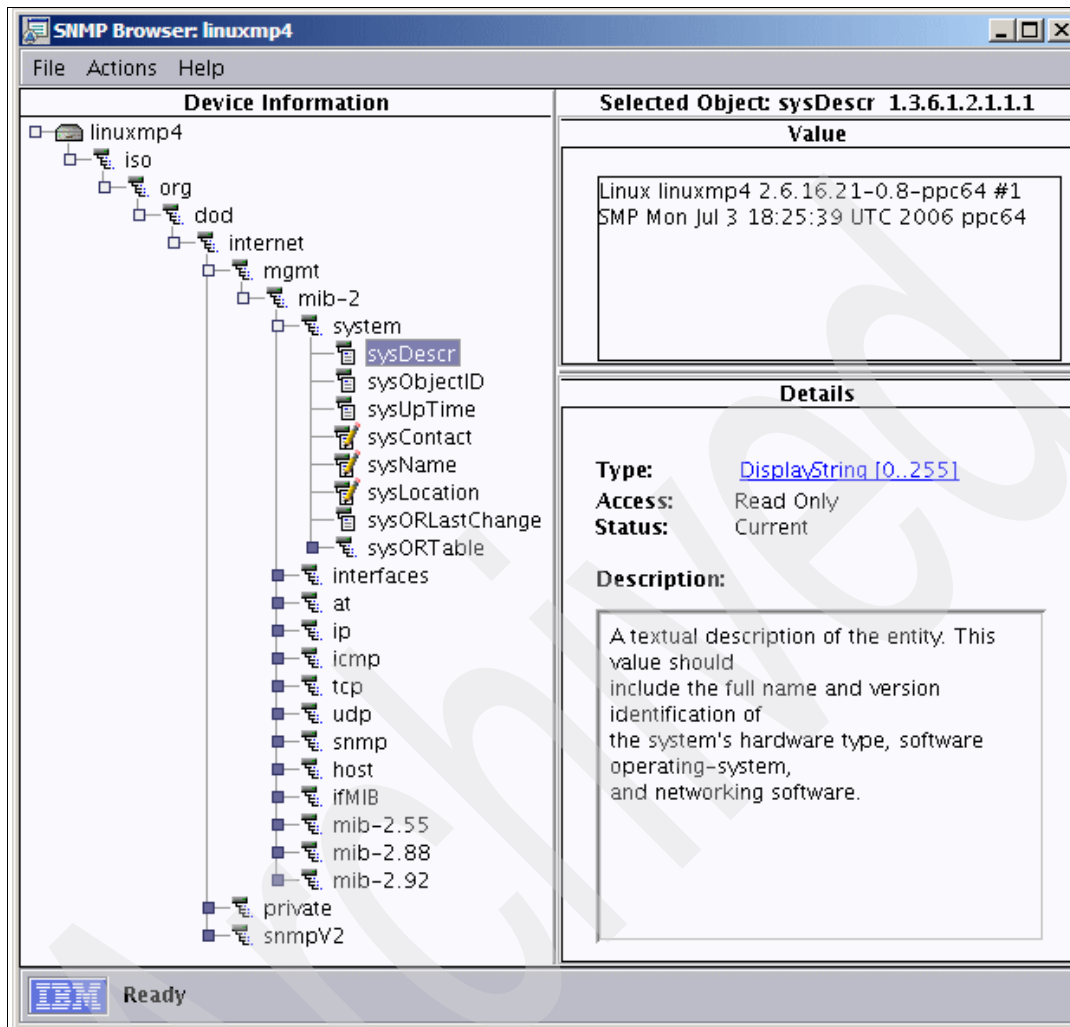 SNMP Browser: linuxmp4
File Actions Help
Device Information
linuxmp4
iso
org
dod
internet
mgmt
mib-2
system
sysDescr
sysObjectID
sysUpTime
sysContact
sysName
sysLocation
sysORLastChange
sysORTable
interfaces
at
ip
icmp
tcp
udp
snmp
host
ifMIB
mib-2.55
mib-2.88
mib-2.92
private
snmpV2
Selected Object: sysDescr 1.3.6.1.2.1.1.1
Value
Linux linuxmp4 2.6.16.21-0.8-ppc64 #1
SMP Mon Jul 3 18:25:39 UTC 2006 ppc64
Details
Type: DisplayString [0..255]
Access: Read Only
Status: Current
Description:
A textual description of the entity. This
value should
include the full name and version
identification of
the system's hardware type, software
operating-system,
and networking software.
IBM Ready
Archived